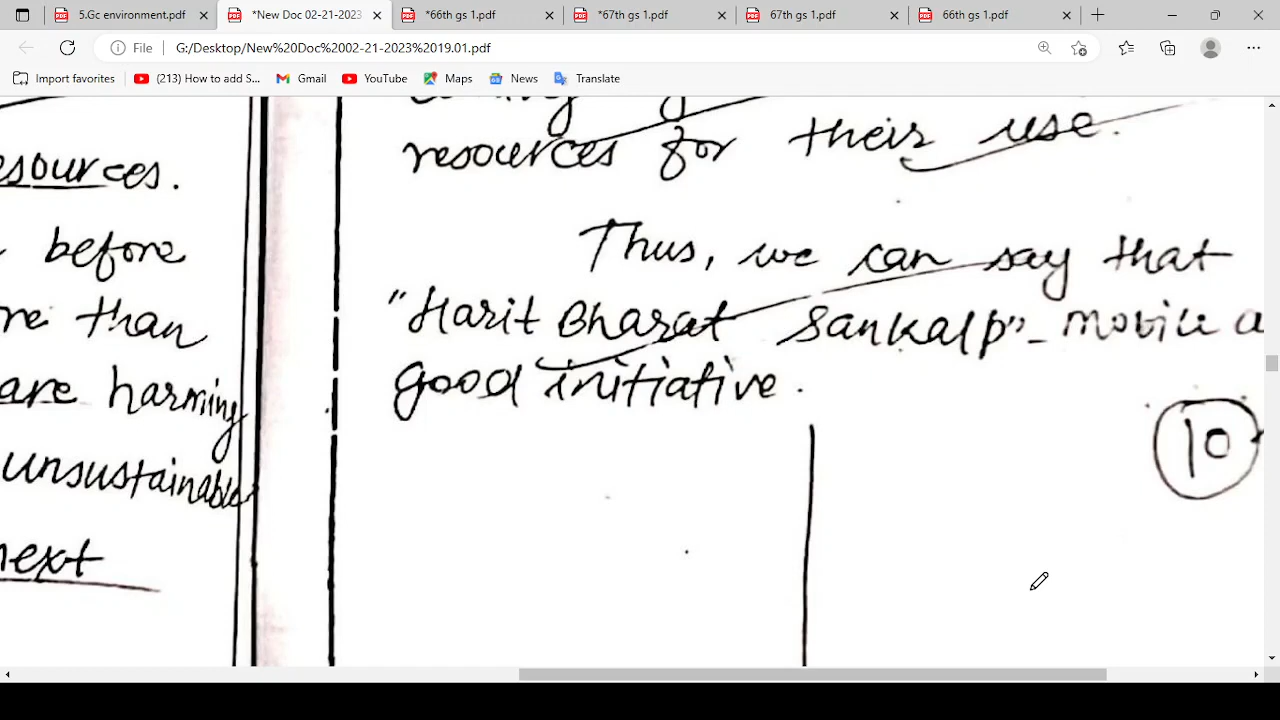 5.Gc environment.pdf
*New Doc 02-21-2023
*66th gs 1.pdf
*67th gs 1.pdf
67th gs 1.pdf
66th gs 1.pdf
File
G:/Desktop/New%20Doc%2002-21-2023%2019.01.pdf
Import favorites
(213) How to add S...
Gmail
YouTube
Maps
News
Translate
esources.
before
re than
are harming
unsustainable
next
resources for their use.
Thus, we can say that
"Harit Bharat Sankalp"- mobile a
good initiative.
10